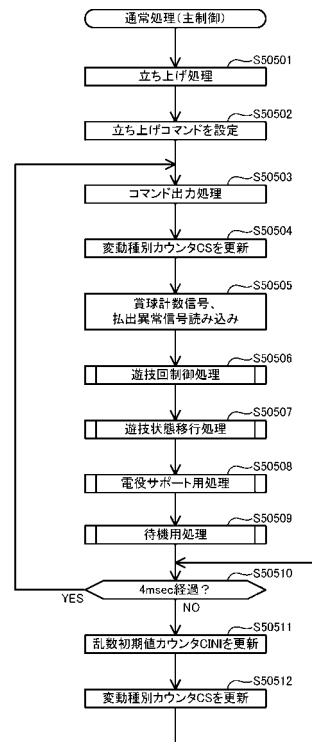 通常処理(主制御)
S50501
立ち上げ処理
S50502
立ち上げコマンドを設定
S50503
コマンド出力処理
S50504
変動種別カウンタCSを更新
S50505
賞球計数信号、
払出異常信号読み込み
S50506
遊技回制御処理
S50507
遊技状態移行処理
S50508
電役サポート用処理
S50509
待機用処理
S50510
4msec経過?
YES
NO
S50511
乱数初期値カウンタCINIを更新
S50512
変動種別カウンタCSを更新